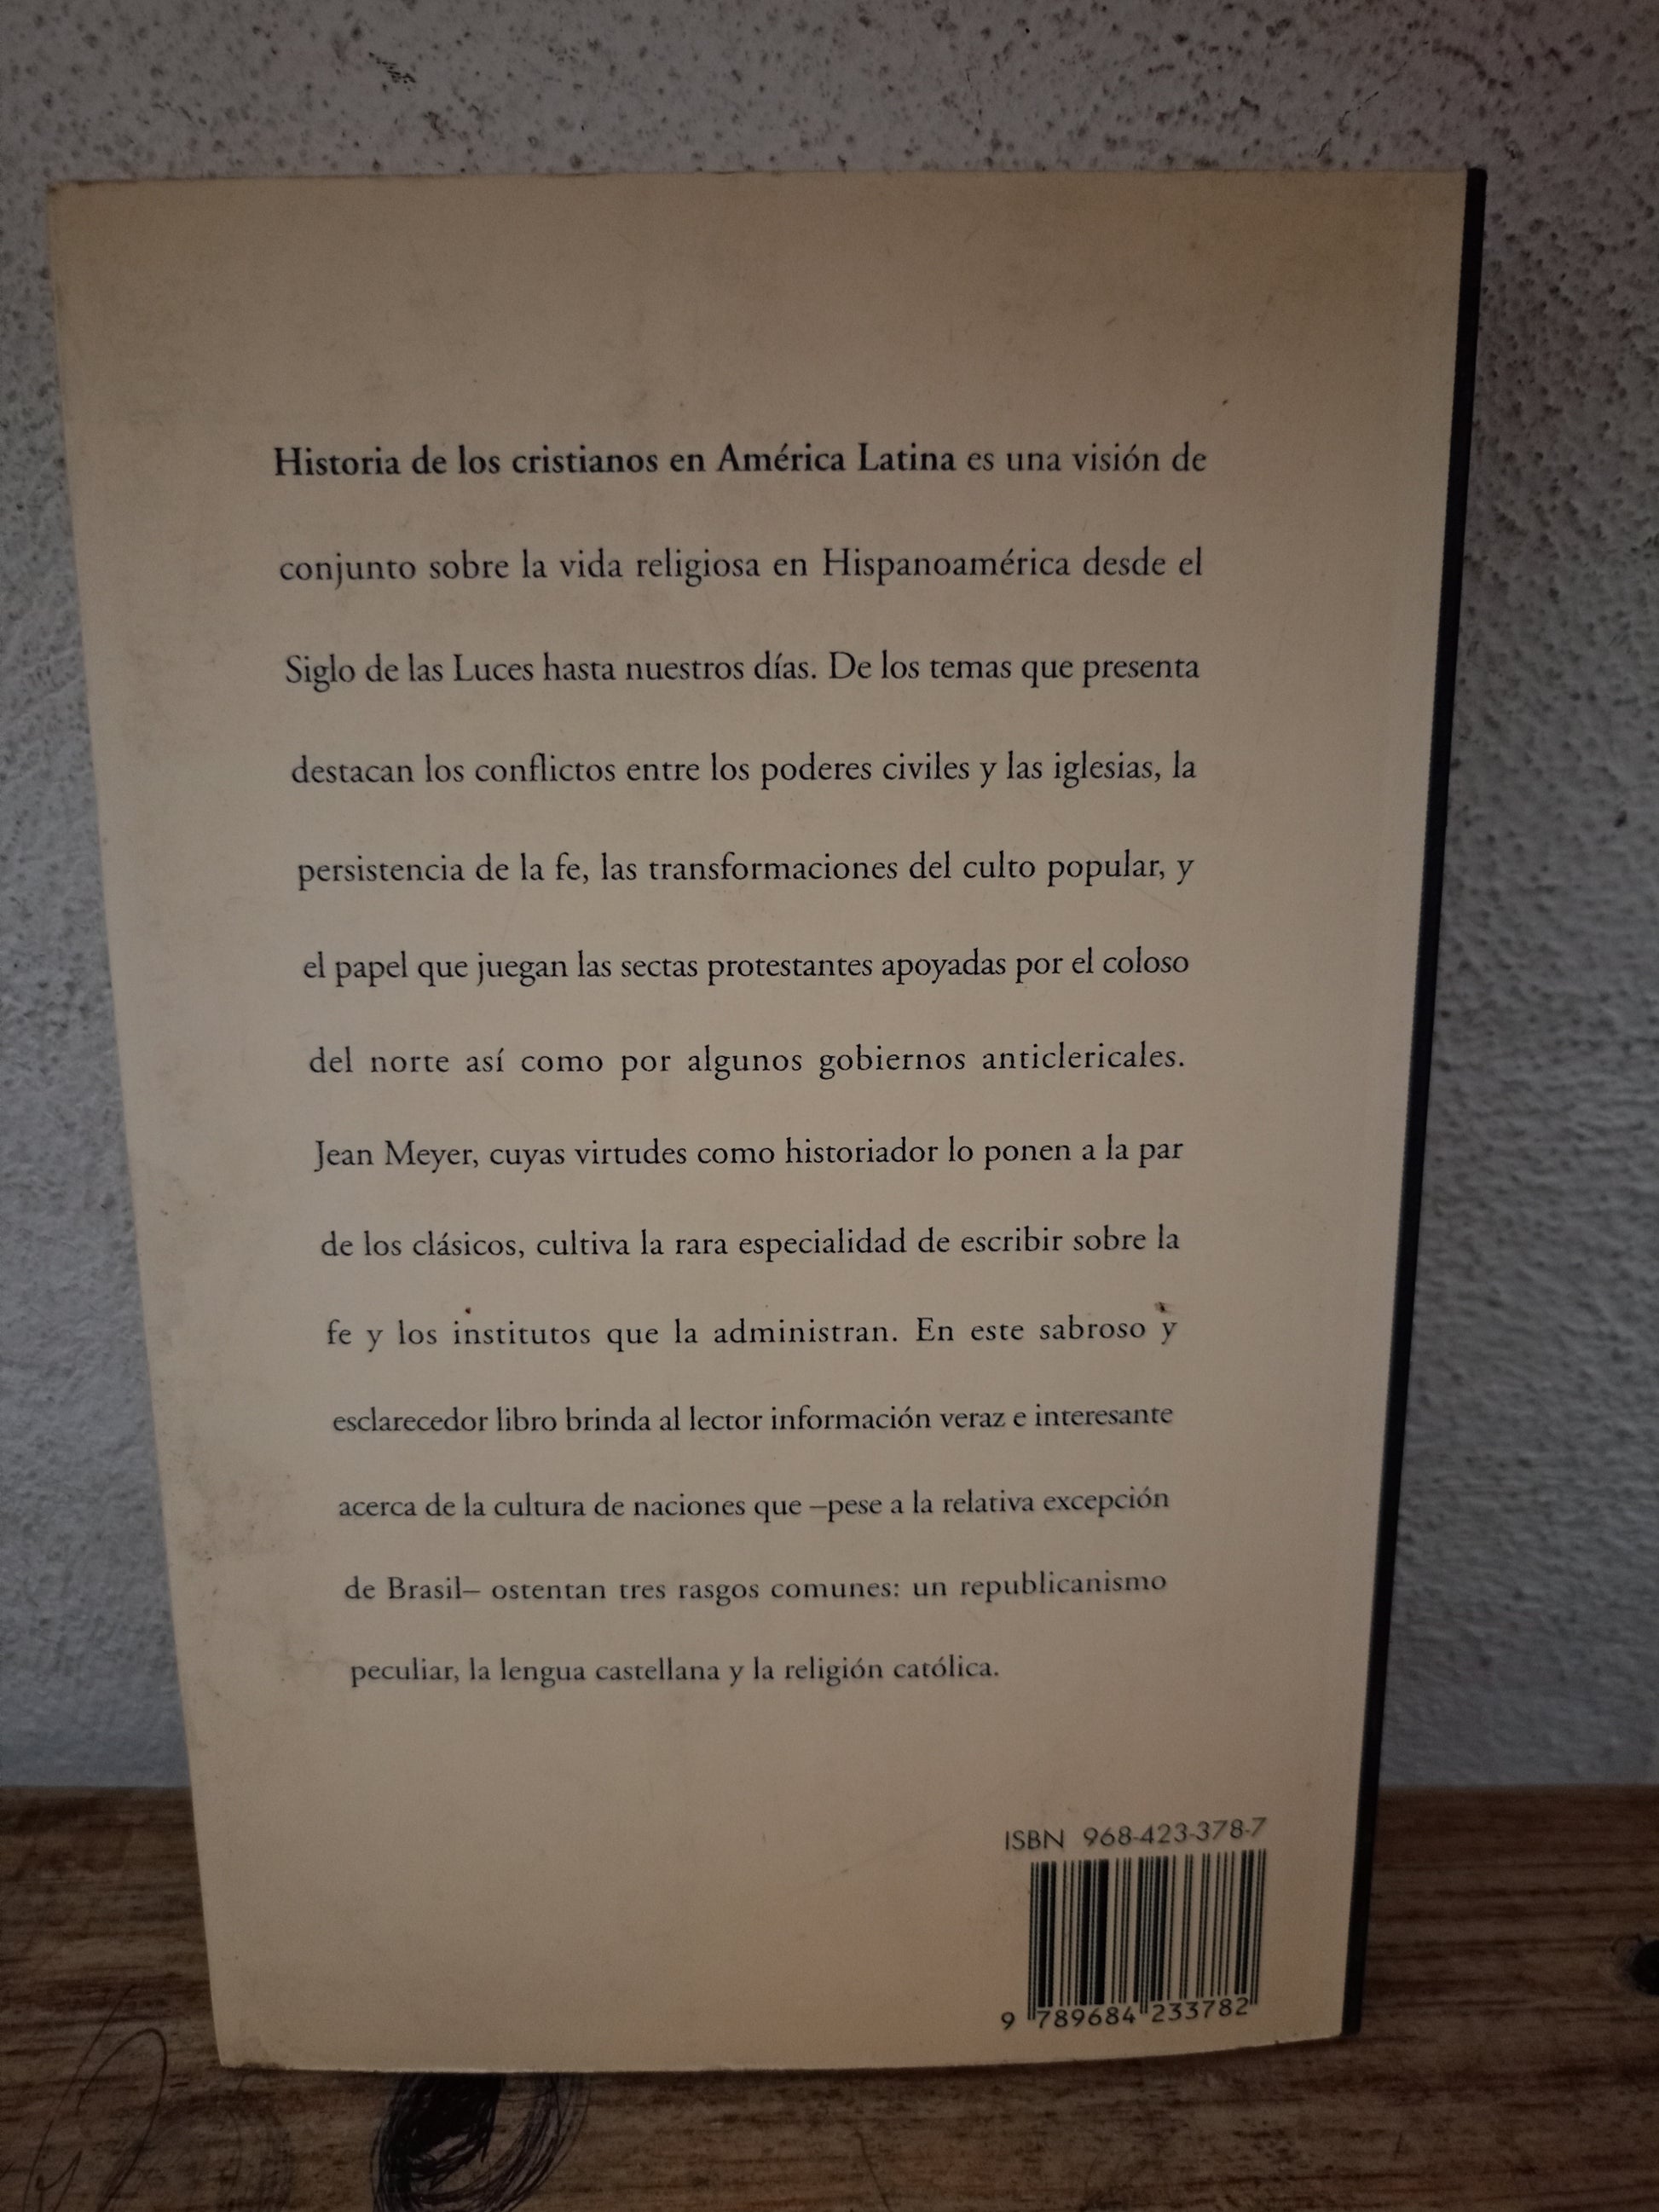 Historia de los cristianos en América Latina es una visión de
conjunto sobre la vida religiosa en Hispanoamérica desde el
Siglo de las Luces hasta nuestros días. De los temas que presenta
destacan los conflictos entre los poderes civiles y las iglesias, la
persistencia de la fe, las transformaciones del culto popular, y
el papel que juegan las sectas protestantes apoyadas por el coloso
del norte así como por algunos gobiernos anticlericales.
Jean Meyer, cuyas virtudes como historiador lo ponen a la par
de los clásicos, cultiva la rara especialidad de escribir sobre la
fe y los institutos que la administran. En este sabroso y
esclarecedor libro brinda al lector información veraz e interesante
acerca de la cultura de naciones que –pese a la relativa excepción
de Brasil– ostentan tres rasgos comunes: un republicanismo
peculiar, la lengua castellana y la religión católica.
ISBN 968-423-378-7
9 789684 233782